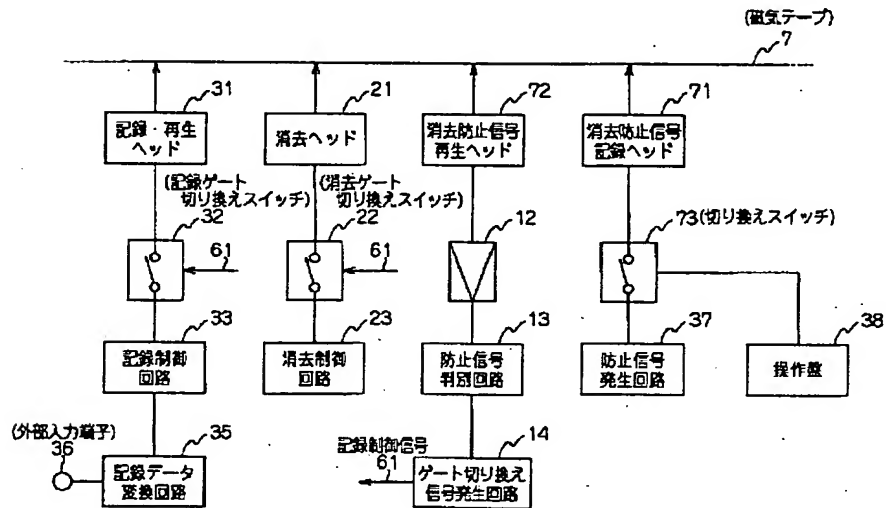 (磁気テープ)
7
31
21
72
71
記録・再生
ヘッド
消去ヘッド
消去防止信号
再生ヘッド
消去防止信号
記録ヘッド
(記録ゲート
切り換えスイッチ)
(消去ゲート
切り換えスイッチ)
32
22
12
73(切り換えスイッチ)
61
61
33
23
13
37
38
記録制御
回路
消去制御
回路
防止信号
判別回路
防止信号
発生回路
操作盤
(外部入力端子)
36
35
記録制御信号
61
14
記録データ
変換回路
ゲート切り換え
信号発生回路